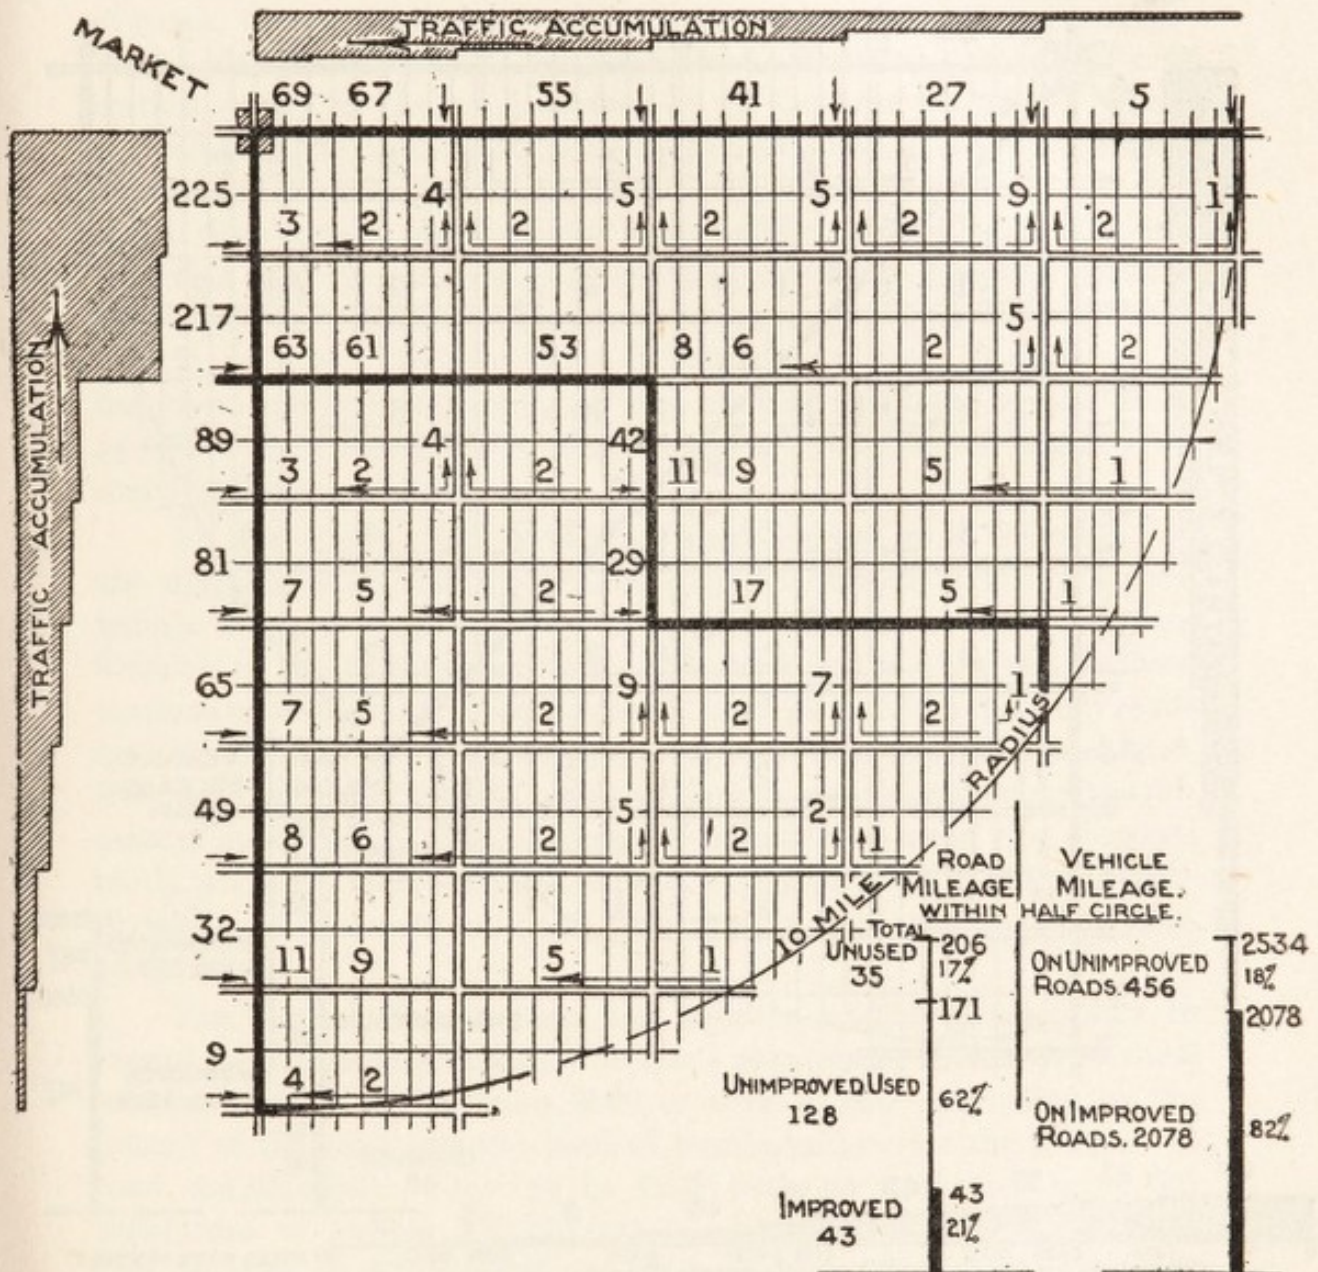 TRAFFIC ACCUMULATION
MARKET
69 67 55 41 27 5
225 4 5 5 9 1
3 2 2 2 2 2
217 5
63 61 53 8 6 2 2
89 4 42
3 2 2 11 9 5 1
81 29
7 5 2 17 5 1
65 9 7 1
7 5 2 2 2
49 5 2
8 6 2 2 1
32
11 9 5 1
9
4 2
TRAFFIC ACCUMULATION
10 MILE RADIUS
ROAD MILEAGE
VEHICLE MILEAGE.
WITHIN HALF CIRCLE.
TOTAL 206
UNUSED 35
17%
171
UNIMPROVED USED
128
62%
IMPROVED
43
43
21%
2534
ON UNIMPROVED
ROADS. 456
18%
2078
ON IMPROVED
ROADS. 2078
82%